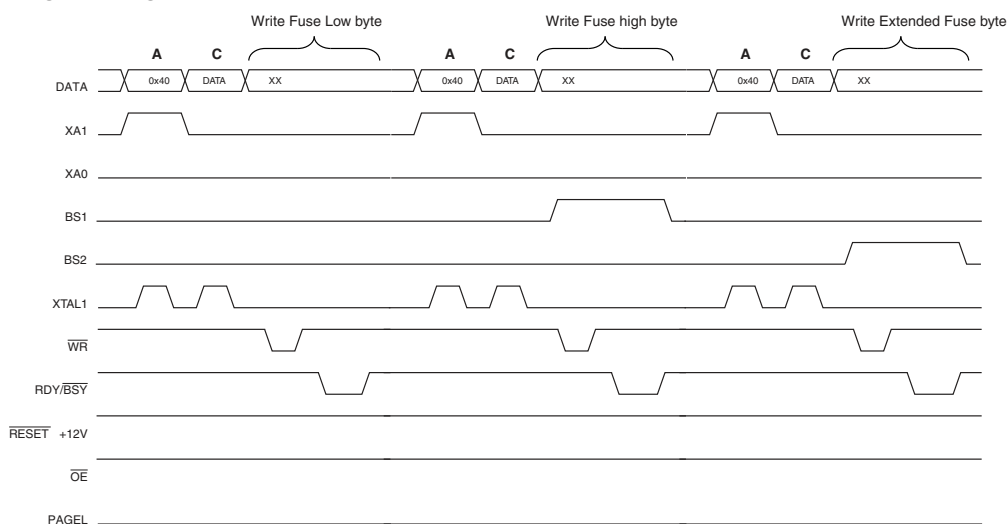 Write Fuse Low byte Write Fuse high byte Write Extended Fuse byte
A C A C A C
DATA 0x40 DATA XX 0x40 DATA XX 0x40 DATA XX
XA1
XA0
BS1
BS2
XTAL1
WR
RDY/BSY
RESET +12V
OE
PAGEL